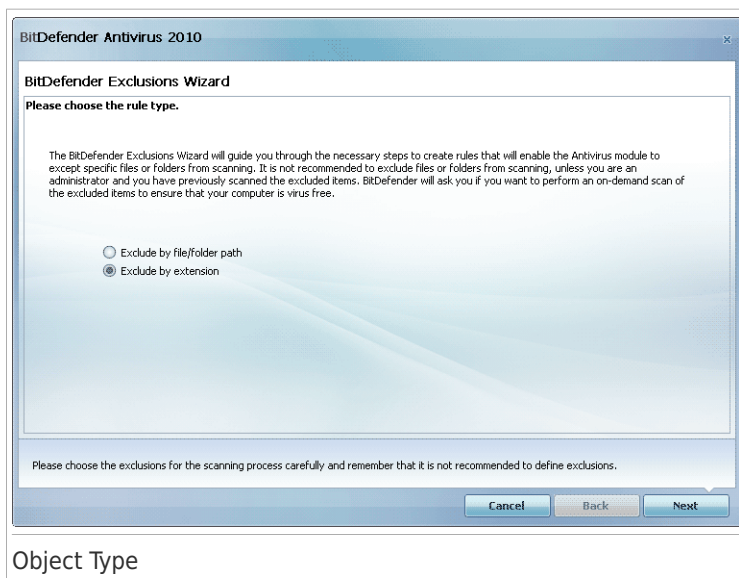 BitDefender Antivirus 2010
BitDefender Exclusions Wizard
Please choose the rule type.
The BitDefender Exclusions Wizard will guide you through the necessary steps to create rules that will enable the Antivirus module to
except specific files or folders from scanning. It is not recommended to exclude files or folders from scanning, unless you are an
administrator and you have previously scanned the excluded items. BitDefender will ask you if you want to perform an on-demand scan of
the excluded items to ensure that your computer is virus free.
Exclude by file/folder path
Exclude by extension
Please choose the exclusions for the scanning process carefully and remember that it is not recommended to define exclusions.
Cancel Back Next
Object Type